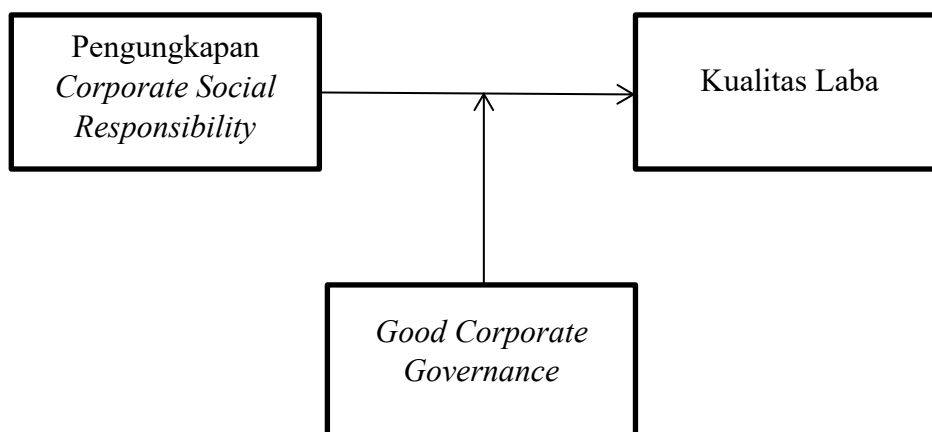 Pengungkapan
Corporate Social
Responsibility
Kualitas Laba
Good Corporate
Governance